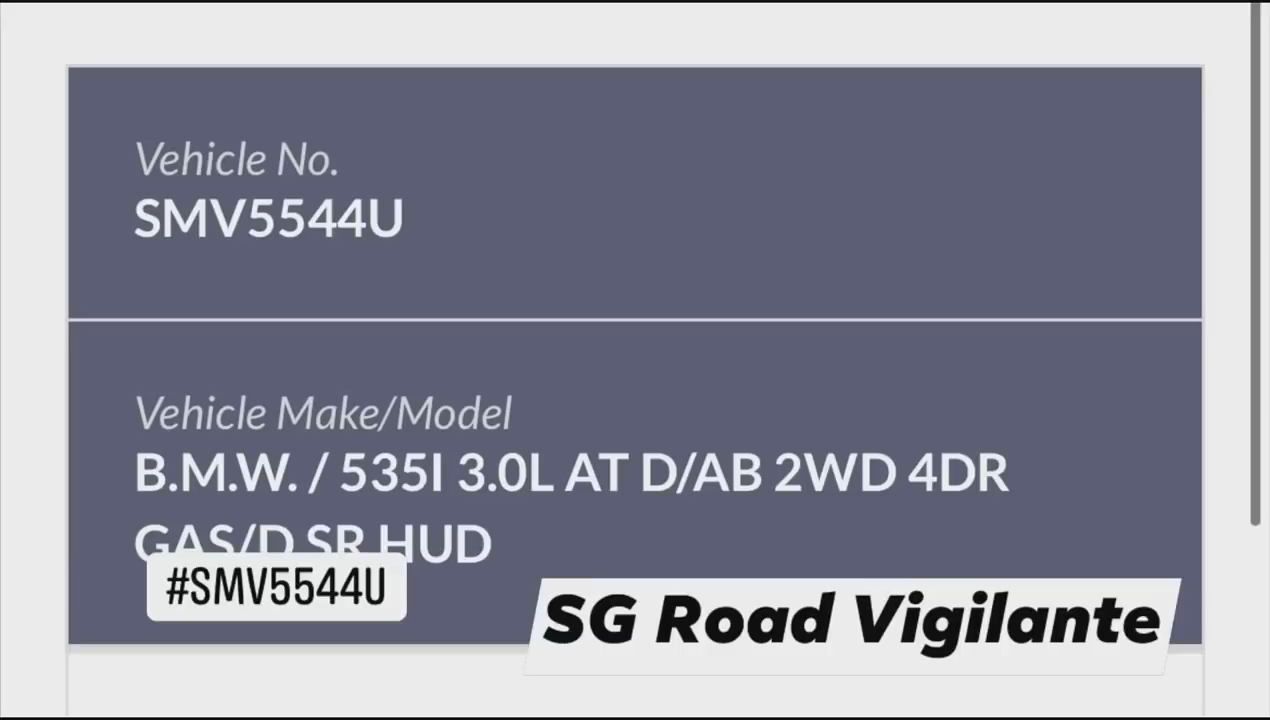 Vehicle No.
SMV5544U
Vehicle Make/Model
B.M.W. / 535I 3.0L AT D/AB 2WD 4DR
GAS/D SR HUD
#SMV5544U
SG Road Vigilante